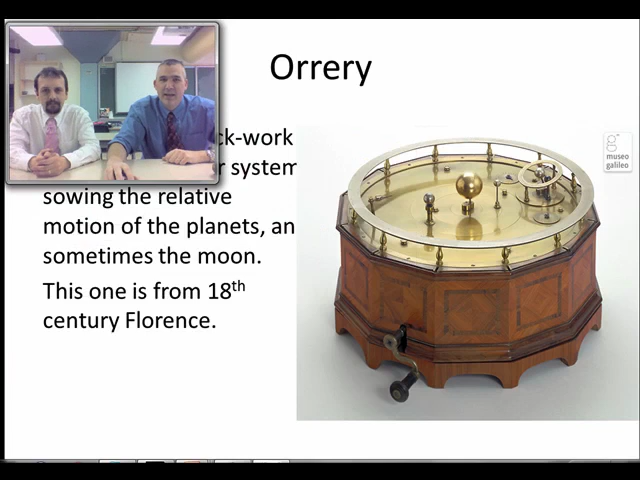 Orrery
ck-work
r system
sowing the relative
motion of the planets, an
sometimes the moon.
This one is from 18th
century Florence.
museo
galileo